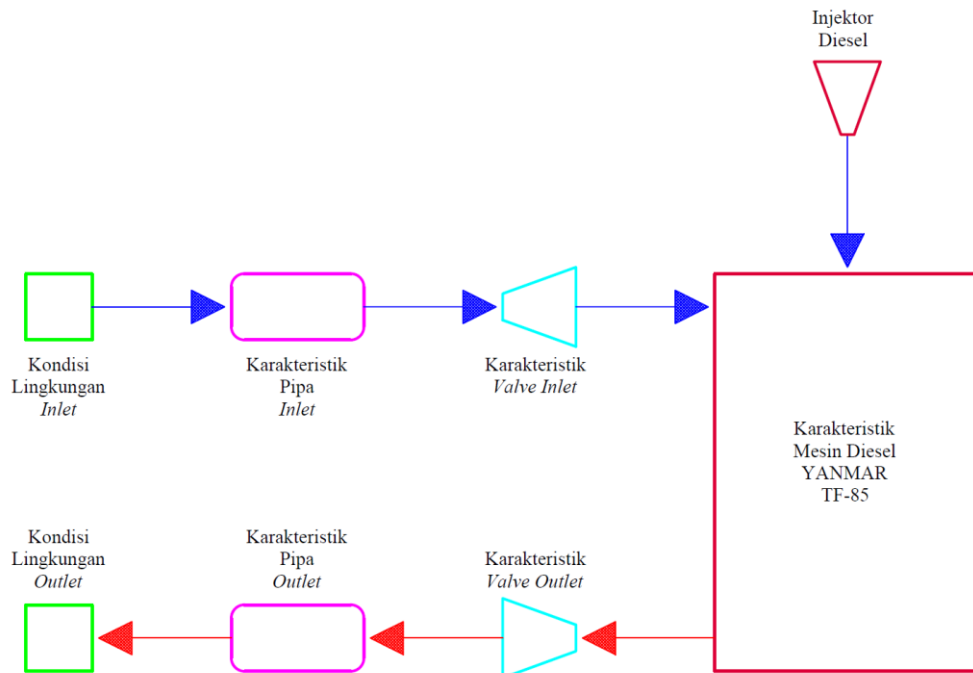 Injektor
Diesel
Kondisi
Lingkungan
Inlet
Karakteristik
Pipa
Inlet
Karakteristik
Valve Inlet
Karakteristik
Mesin Diesel
YANMAR
TF-85
Kondisi
Lingkungan
Outlet
Karakteristik
Pipa
Outlet
Karakteristik
Valve Outlet